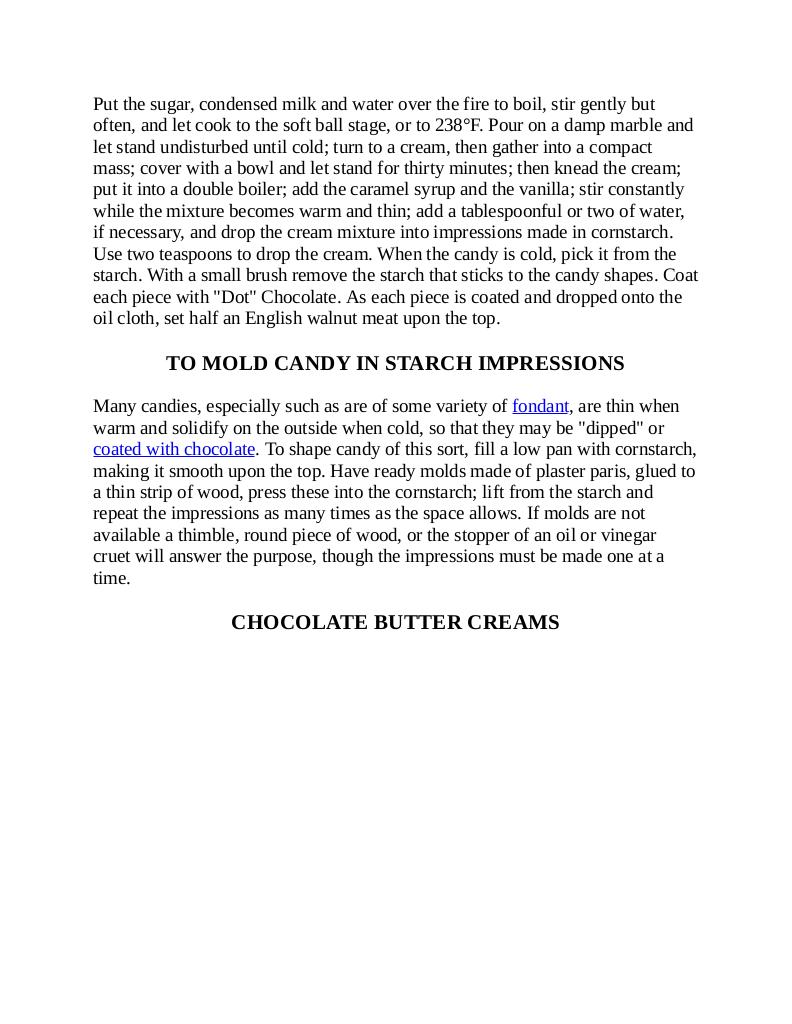 Put the sugar, condensed milk and water over the fire to boil, stir gently but
often, and let cook to the soft ball stage, or to 238°F. Pour on a damp marble and
let stand undisturbed until cold; turn to a cream, then gather into a compact
mass; cover with a bowl and let stand for thirty minutes; then knead the cream;
put it into a double boiler; add the caramel syrup and the vanilla; stir constantly
while the mixture becomes warm and thin; add a tablespoonful or two of water,
if necessary, and drop the cream mixture into impressions made in cornstarch.
Use two teaspoons to drop the cream. When the candy is cold, pick it from the
starch. With a small brush remove the starch that sticks to the candy shapes. Coat
each piece with "Dot" Chocolate. As each piece is coated and dropped onto the
oil cloth, set half an English walnut meat upon the top.
TO MOLD CANDY IN STARCH IMPRESSIONS
Many candies, especially such as are of some variety of fondant, are thin when
warm and solidify on the outside when cold, so that they may be "dipped" or
coated with chocolate. To shape candy of this sort, fill a low pan with cornstarch,
making it smooth upon the top. Have ready molds made of plaster paris, glued to
a thin strip of wood, press these into the cornstarch; lift from the starch and
repeat the impressions as many times as the space allows. If molds are not
available a thimble, round piece of wood, or the stopper of an oil or vinegar
cruet will answer the purpose, though the impressions must be made one at a
time.
CHOCOLATE BUTTER CREAMS